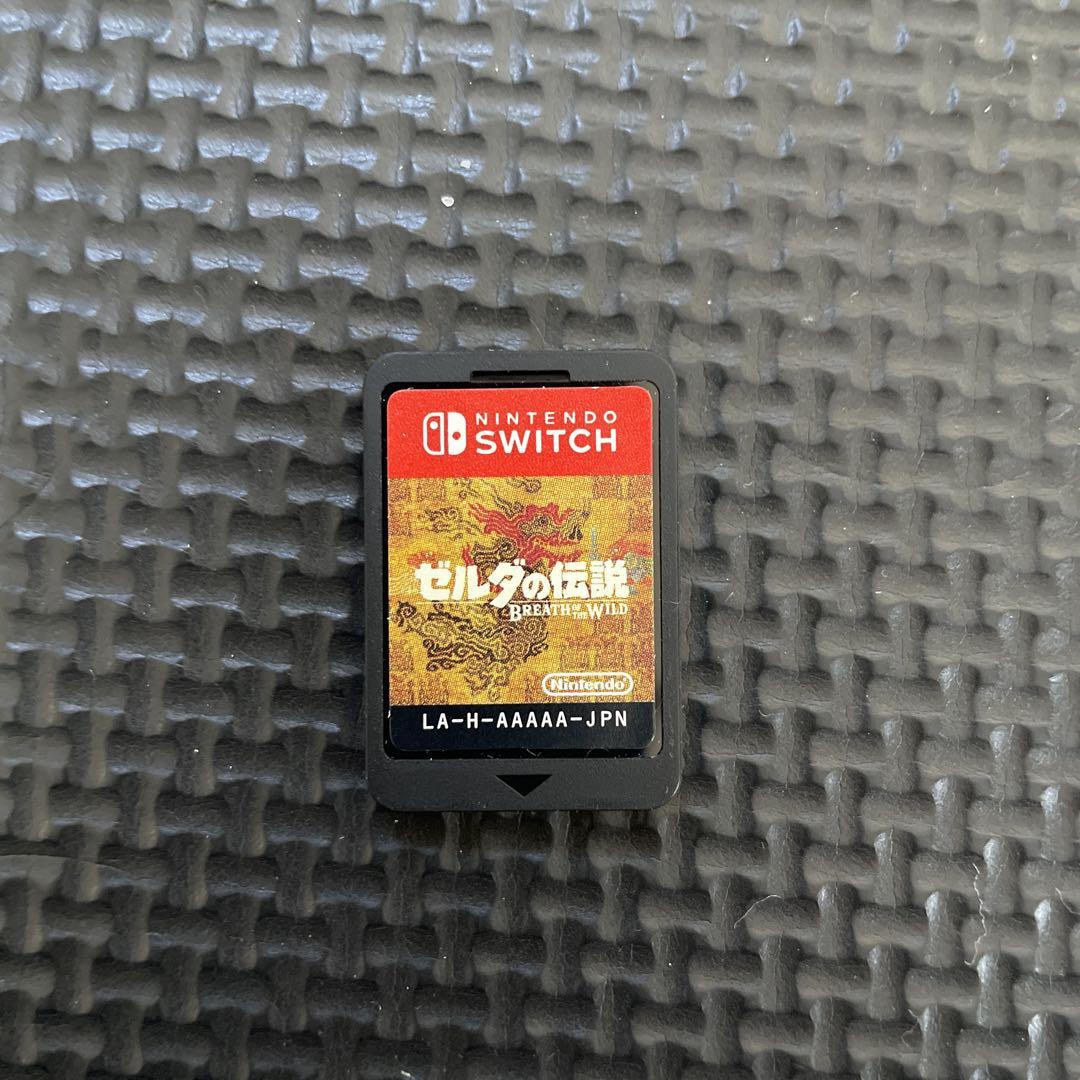 NINTENDO
SWITCH
ゼルダの伝説
BREATH OF THE WILD
Nintendo
LA-H-AAAAA-JPN